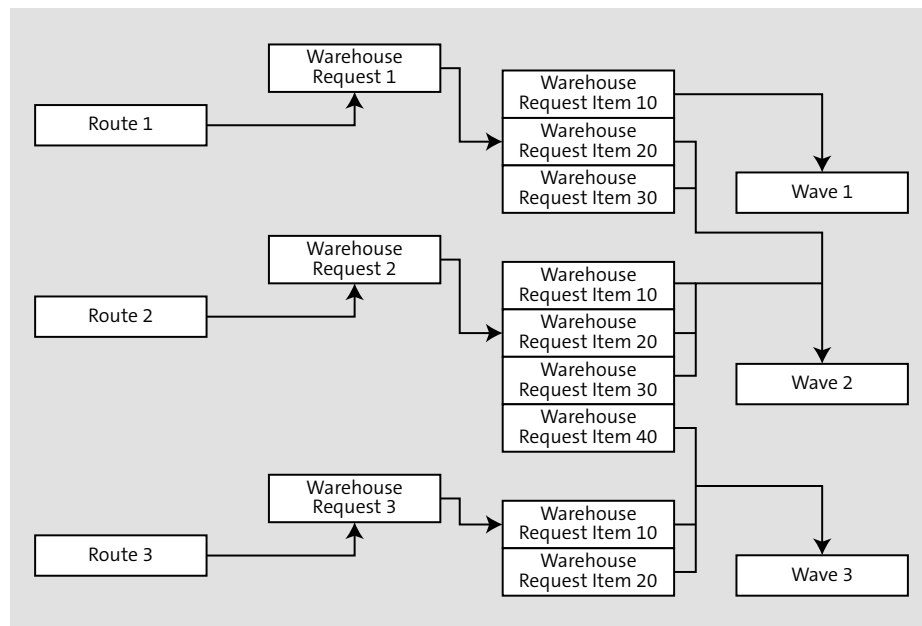 Warehouse
Request 1
Route 1
Warehouse
Request Item 10
Warehouse
Request Item 20
Warehouse
Request Item 30
Wave 1
Warehouse
Request 2
Route 2
Warehouse
Request Item 10
Warehouse
Request Item 20
Warehouse
Request Item 30
Warehouse
Request Item 40
Wave 2
Warehouse
Request 3
Route 3
Warehouse
Request Item 10
Warehouse
Request Item 20
Wave 3